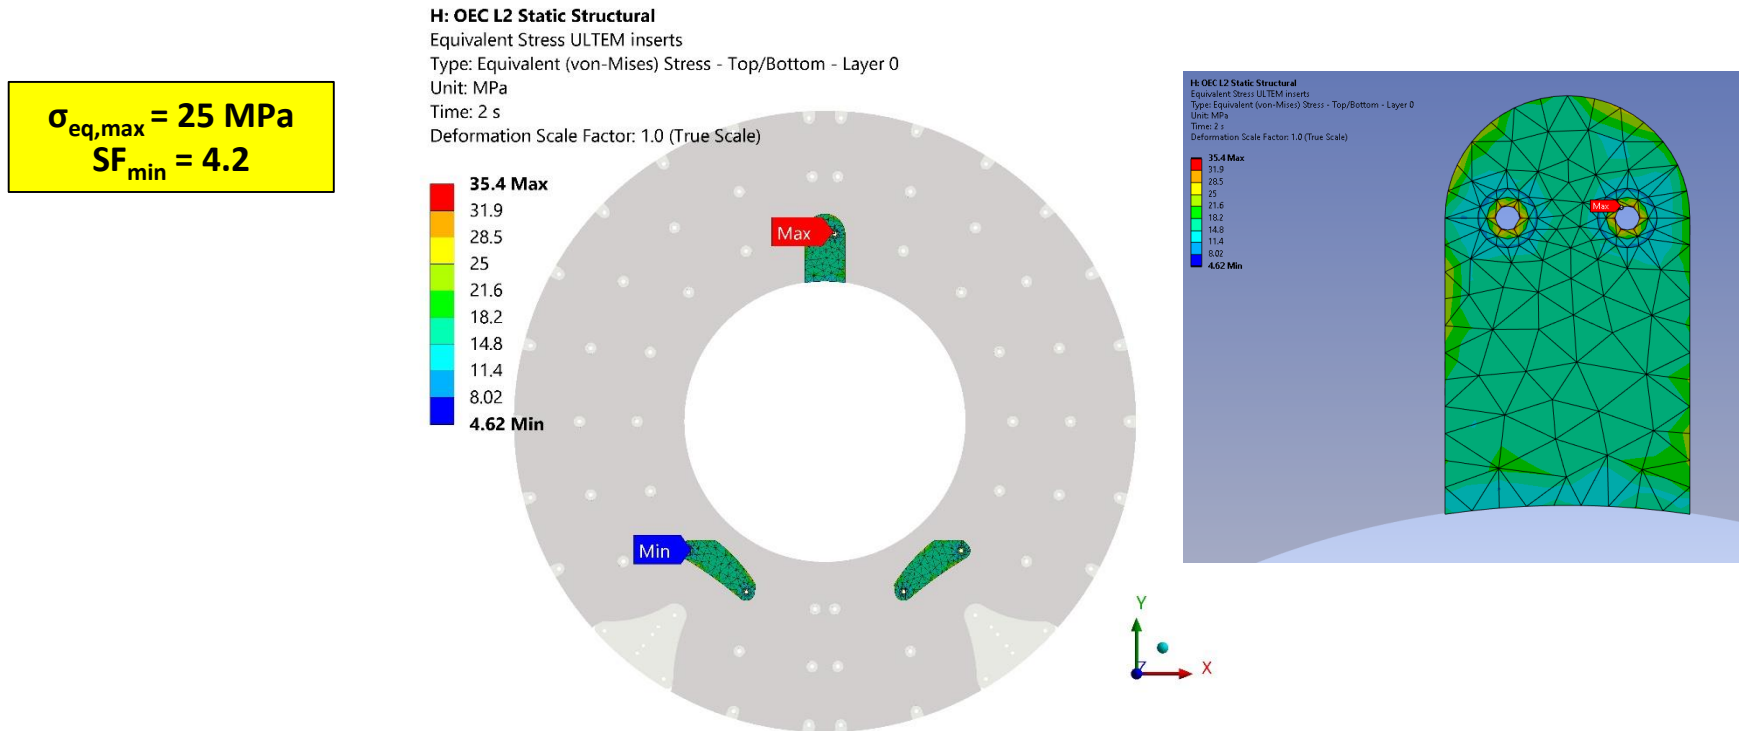 σeq,max = 25 MPa
SFmin = 4.2
H: OEC L2 Static Structural
Equivalent Stress ULTEM inserts
Type: Equivalent (von-Mises) Stress - Top/Bottom - Layer 0
Unit: MPa
Time: 2 s
Deformation Scale Factor: 1.0 (True Scale)
35.4 Max
31.9
28.5
25
21.6
18.2
14.8
11.4
8.02
4.62 Min
Max
Min
Y
Z
X
H: OEC L2 Static Structural
Equivalent Stress ULTEM inserts
Type: Equivalent (von-Mises) Stress - Top/Bottom - Layer 0
Unit: MPa
Time: 2 s
Deformation Scale Factor: 1.0 (True Scale)
35.4 Max
31.9
28.5
25
21.6
18.2
14.8
11.4
8.02
4.62 Min
Max